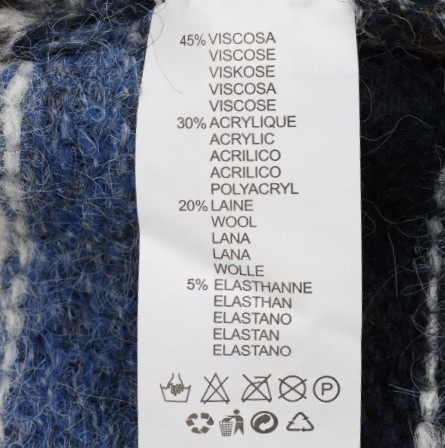 45% VISCOSA
VISCOSE
VISKOSE
VISCOSA
VISCOSE
30% ACRYLIQUE
ACRYLIC
ACRILICO
ACRILICO
POLYACRYL
20% LAINE
WOOL
LANA
LANA
WOLLE
5% ELASTHANNE
ELASTHAN
ELASTANO
ELASTAN
ELASTANO
P